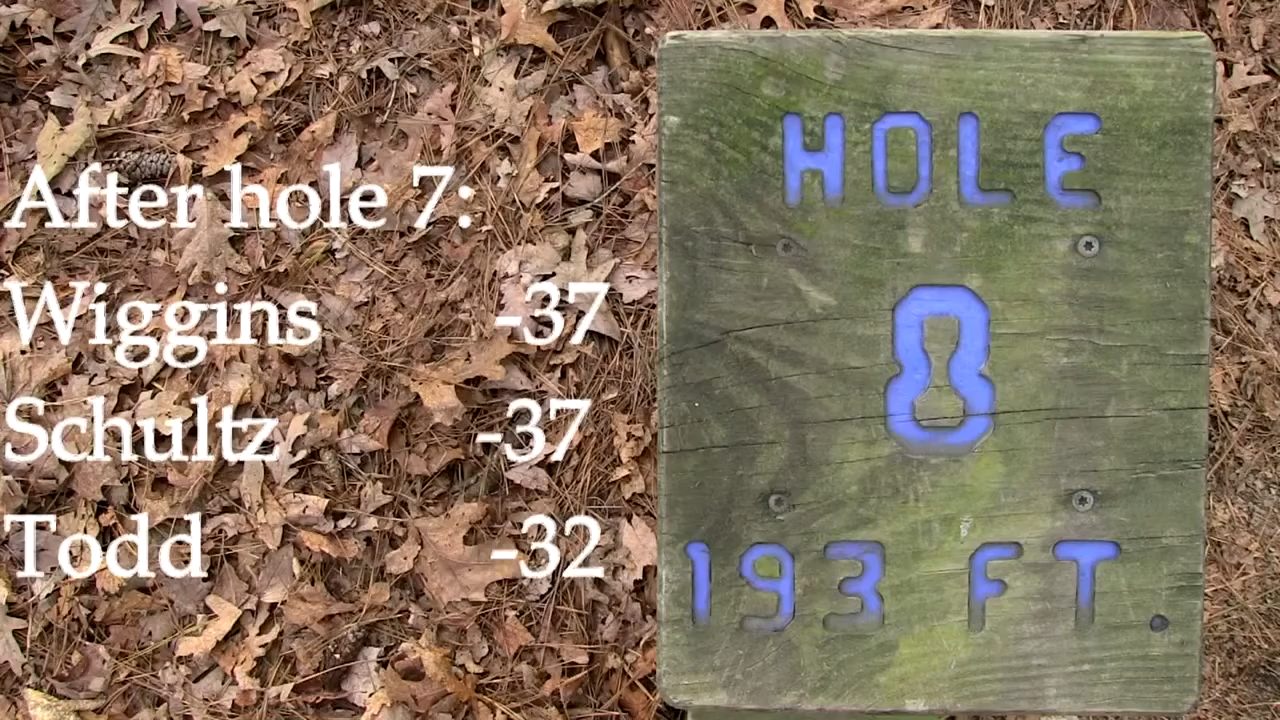 After hole 7:
Wiggins -37
Schultz -37
Todd -32
HOLE
8
193 FT.